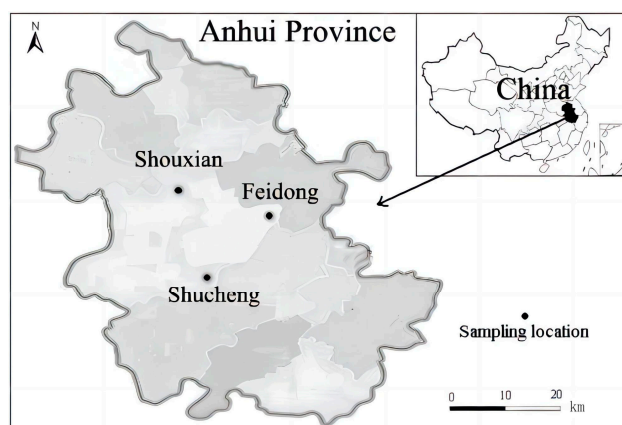 N
Anhui Province
China
Shouxian
Feidong
Shucheng
Sampling location
0 10 20
km